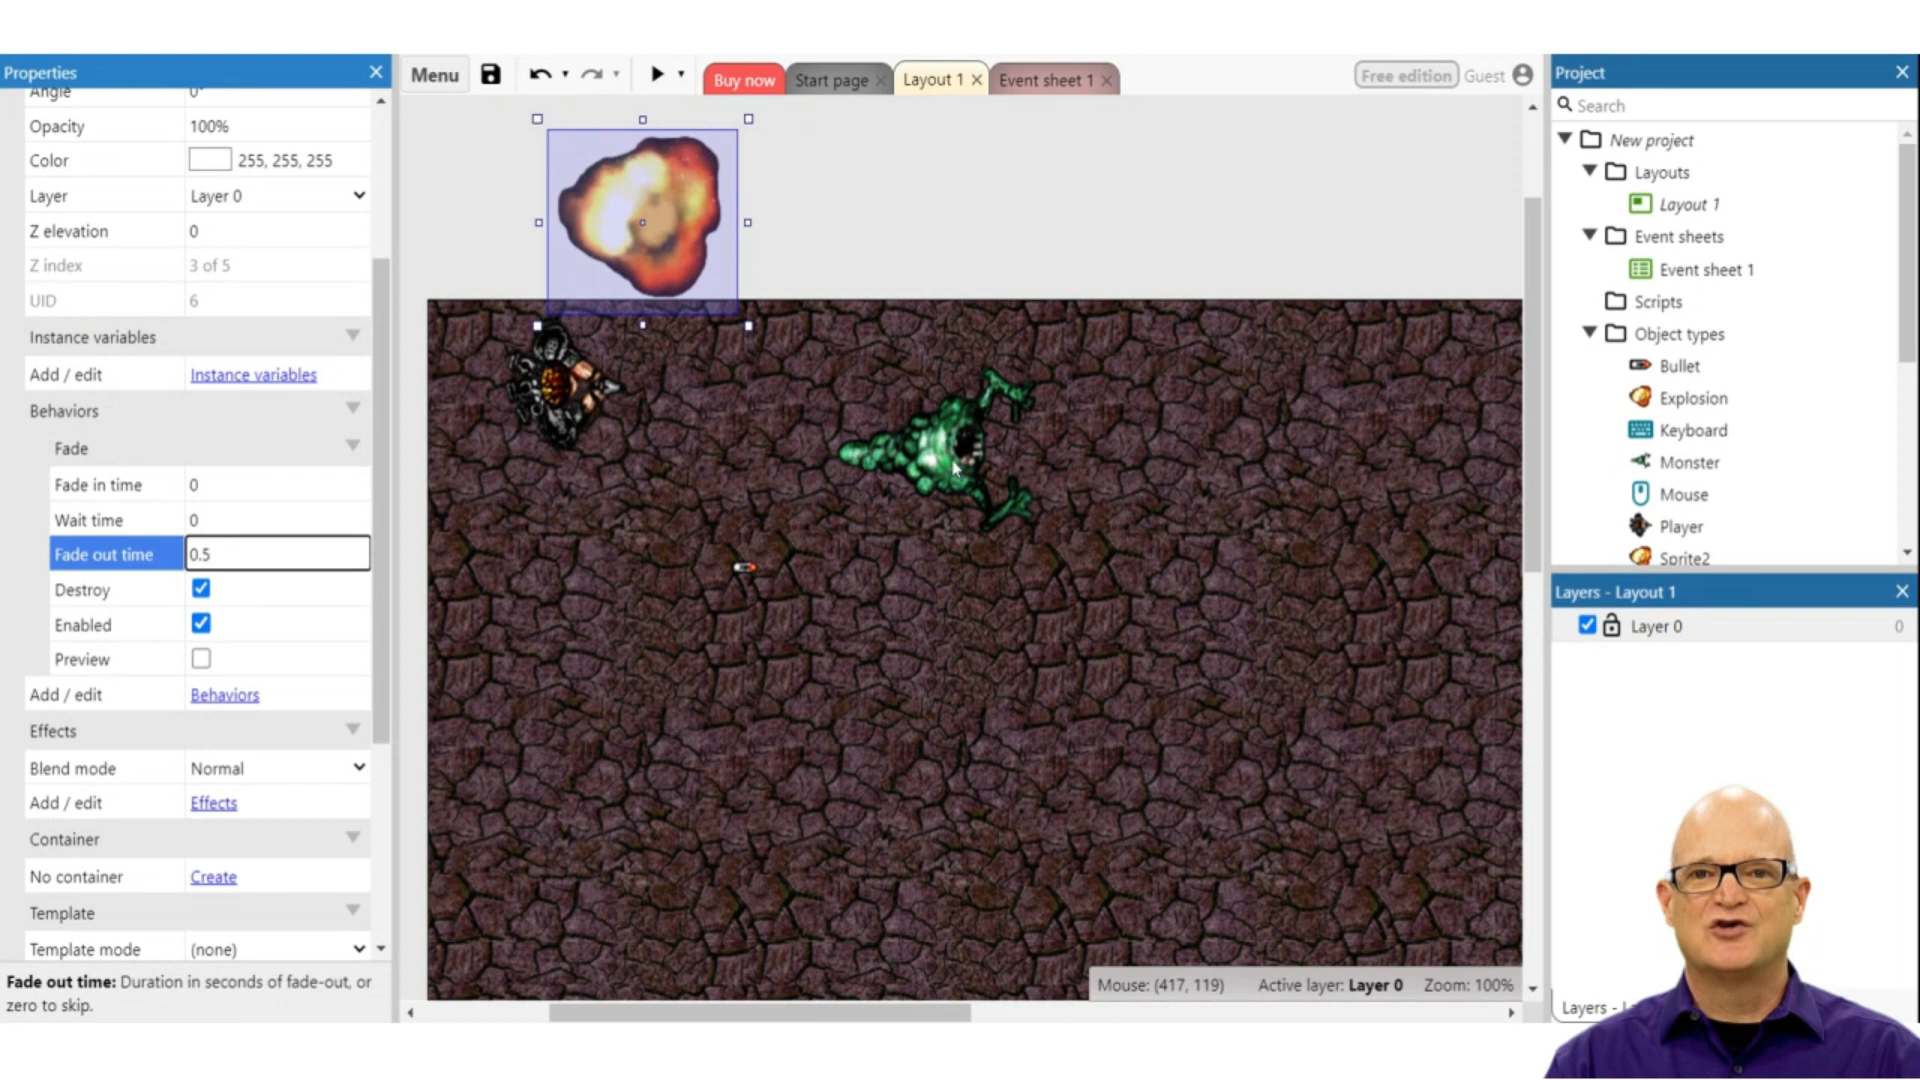 Properties
Angle 0°
Opacity 100%
Color 255, 255, 255
Layer Layer 0
Z elevation 0
Z index 3 of 5
UID 6
Instance variables
Add / edit Instance variables
Behaviors
Fade
Fade in time 0
Wait time 0
Fade out time 0.5
Destroy
Enabled
Preview
Add / edit Behaviors
Effects
Blend mode Normal
Add / edit Effects
Container
No container Create
Template
Template mode (none)
Fade out time: Duration in seconds of fade-out, or
zero to skip.
Menu Buy now Start page Layout 1 Event sheet 1 Free edition Guest
Mouse: (417, 119) Active layer: Layer 0 Zoom: 100%
Project
Search
New project
Layouts
Layout 1
Event sheets
Event sheet 1
Scripts
Object types
Bullet
Explosion
Keyboard
Monster
Mouse
Player
Sprite2
Layers - Layout 1
Layer 0 0
Layers -